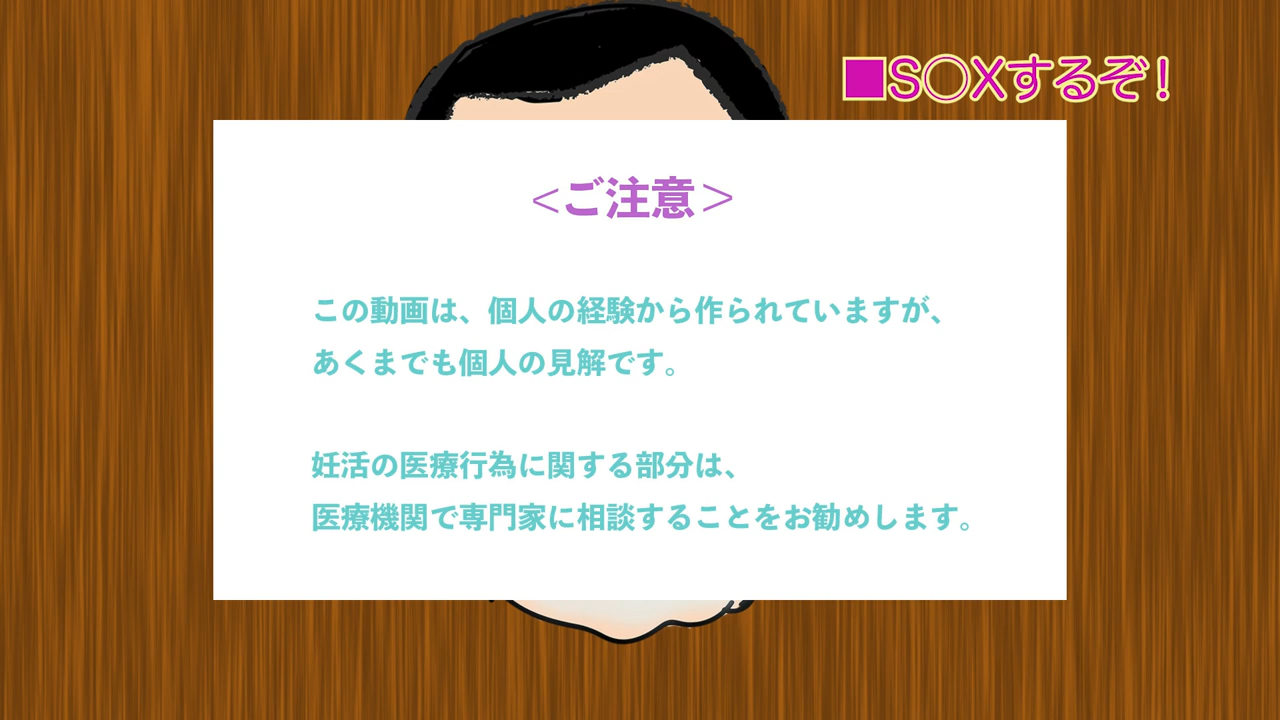 ■S○Xするぞ！
＜ご注意＞
この動画は、個人の経験から作られていますが、
あくまでも個人の見解です。
妊活の医療行為に関する部分は、
医療機関で専門家に相談することをお勧めします。